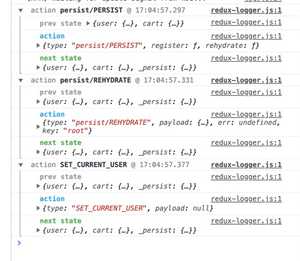 action persist/PERSIST @ 17:04:57.297 redux-logger.js:1
prev state {user: {…}, cart: {…}} redux-logger.js:1
action redux-logger.js:1
{type: "persist/PERSIST", register: ƒ, rehydrate: ƒ}
next state redux-logger.js:1
{user: {…}, cart: {…}, _persist: {…}}
action persist/REHYDRATE @ 17:04:57.331 redux-logger.js:1
prev state redux-logger.js:1
{user: {…}, cart: {…}, _persist: {…}}
action redux-logger.js:1
{type: "persist/REHYDRATE", payload: {…}, err: undefined,
key: "root"}
next state redux-logger.js:1
{user: {…}, cart: {…}, _persist: {…}}
action SET_CURRENT_USER @ 17:04:57.377 redux-logger.js:1
prev state redux-logger.js:1
{user: {…}, cart: {…}, _persist: {…}}
action redux-logger.js:1
{type: "SET_CURRENT_USER", payload: null}
next state redux-logger.js:1
{user: {…}, cart: {…}, _persist: {…}}